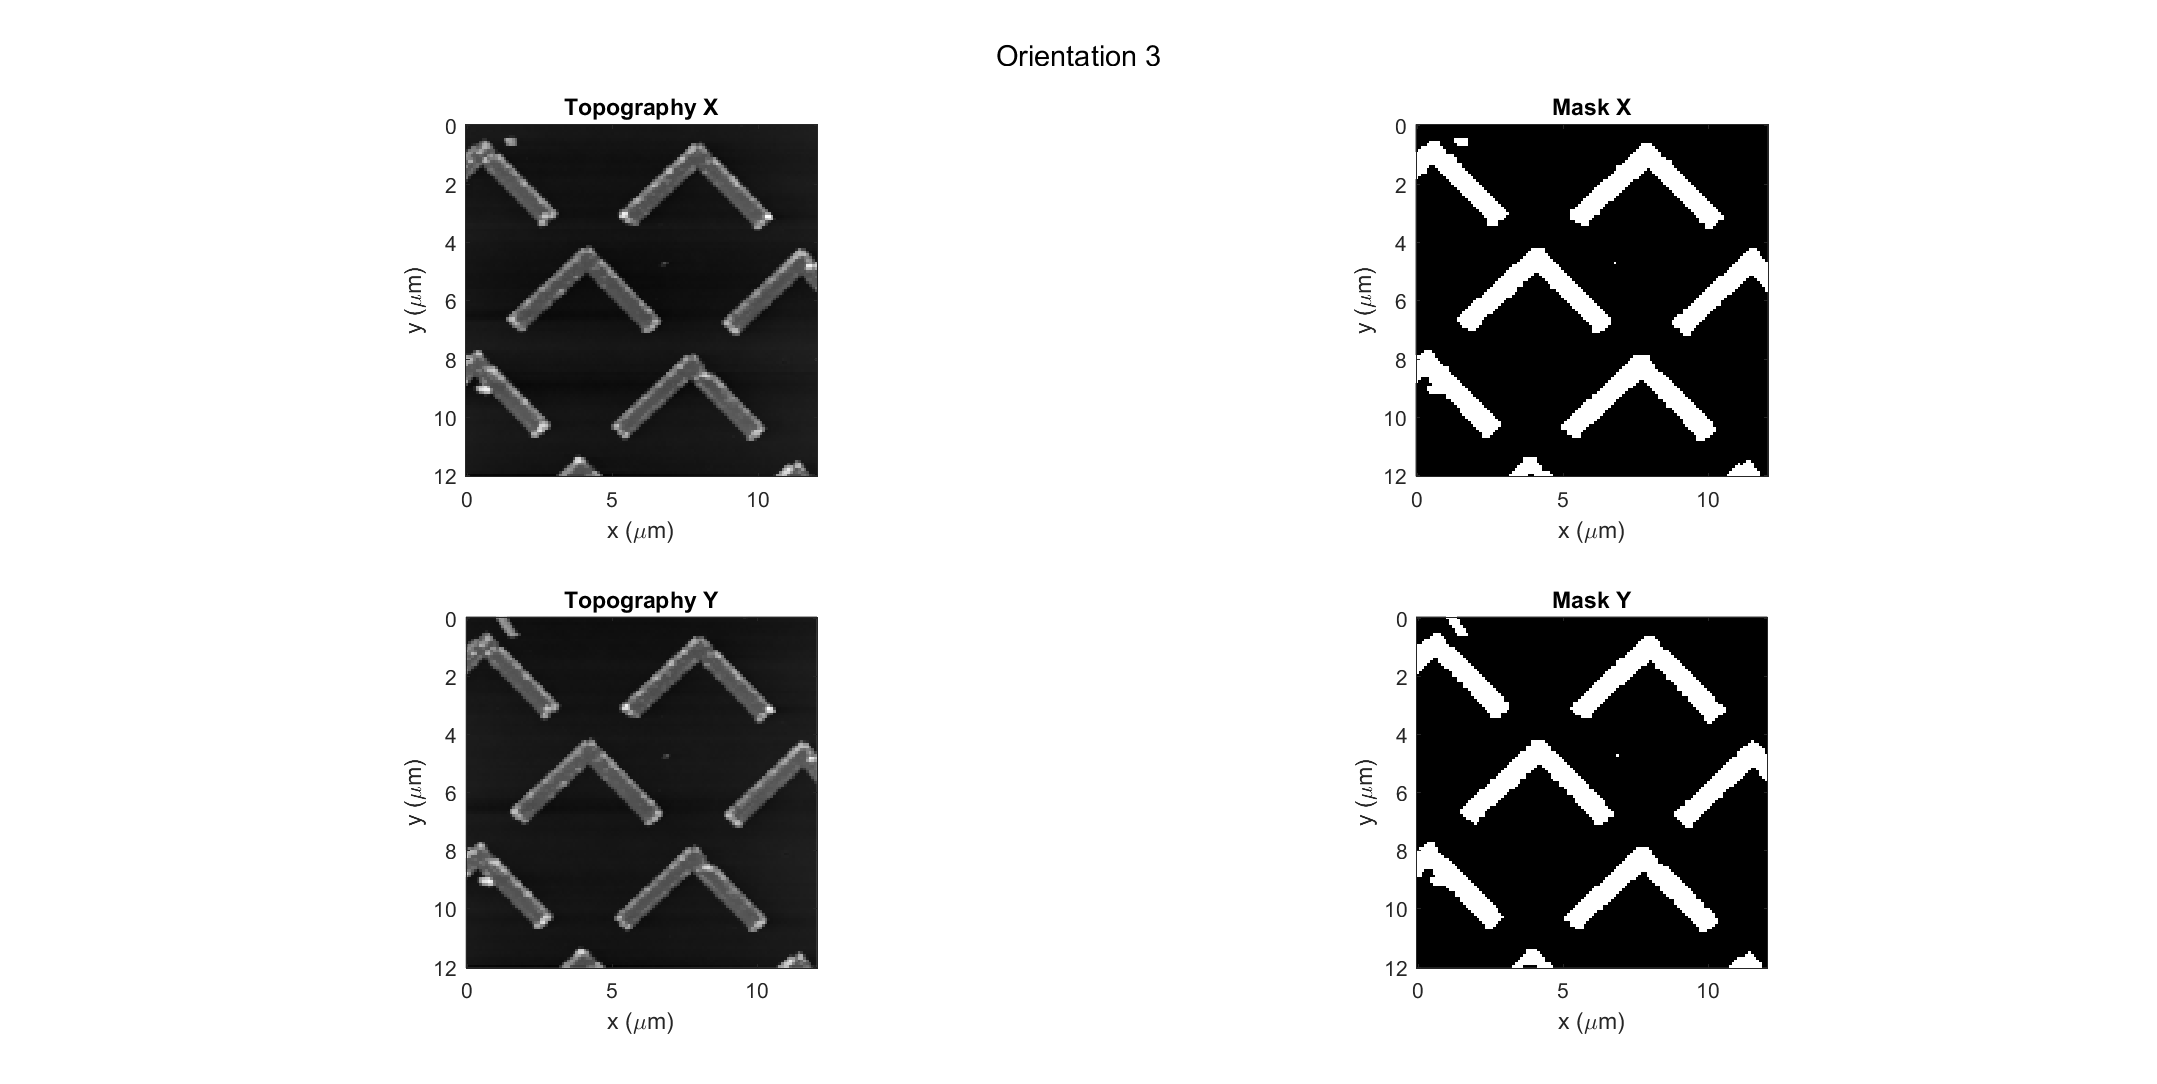 Orientation 3
Topography X
0
2
4
6
8
10
12
0 5 10
x (μm)
y (μm)
Mask X
0
2
4
6
8
10
12
0 5 10
x (μm)
y (μm)
Topography Y
0
2
4
6
8
10
12
0 5 10
x (μm)
y (μm)
Mask Y
0
2
4
6
8
10
12
0 5 10
x (μm)
y (μm)